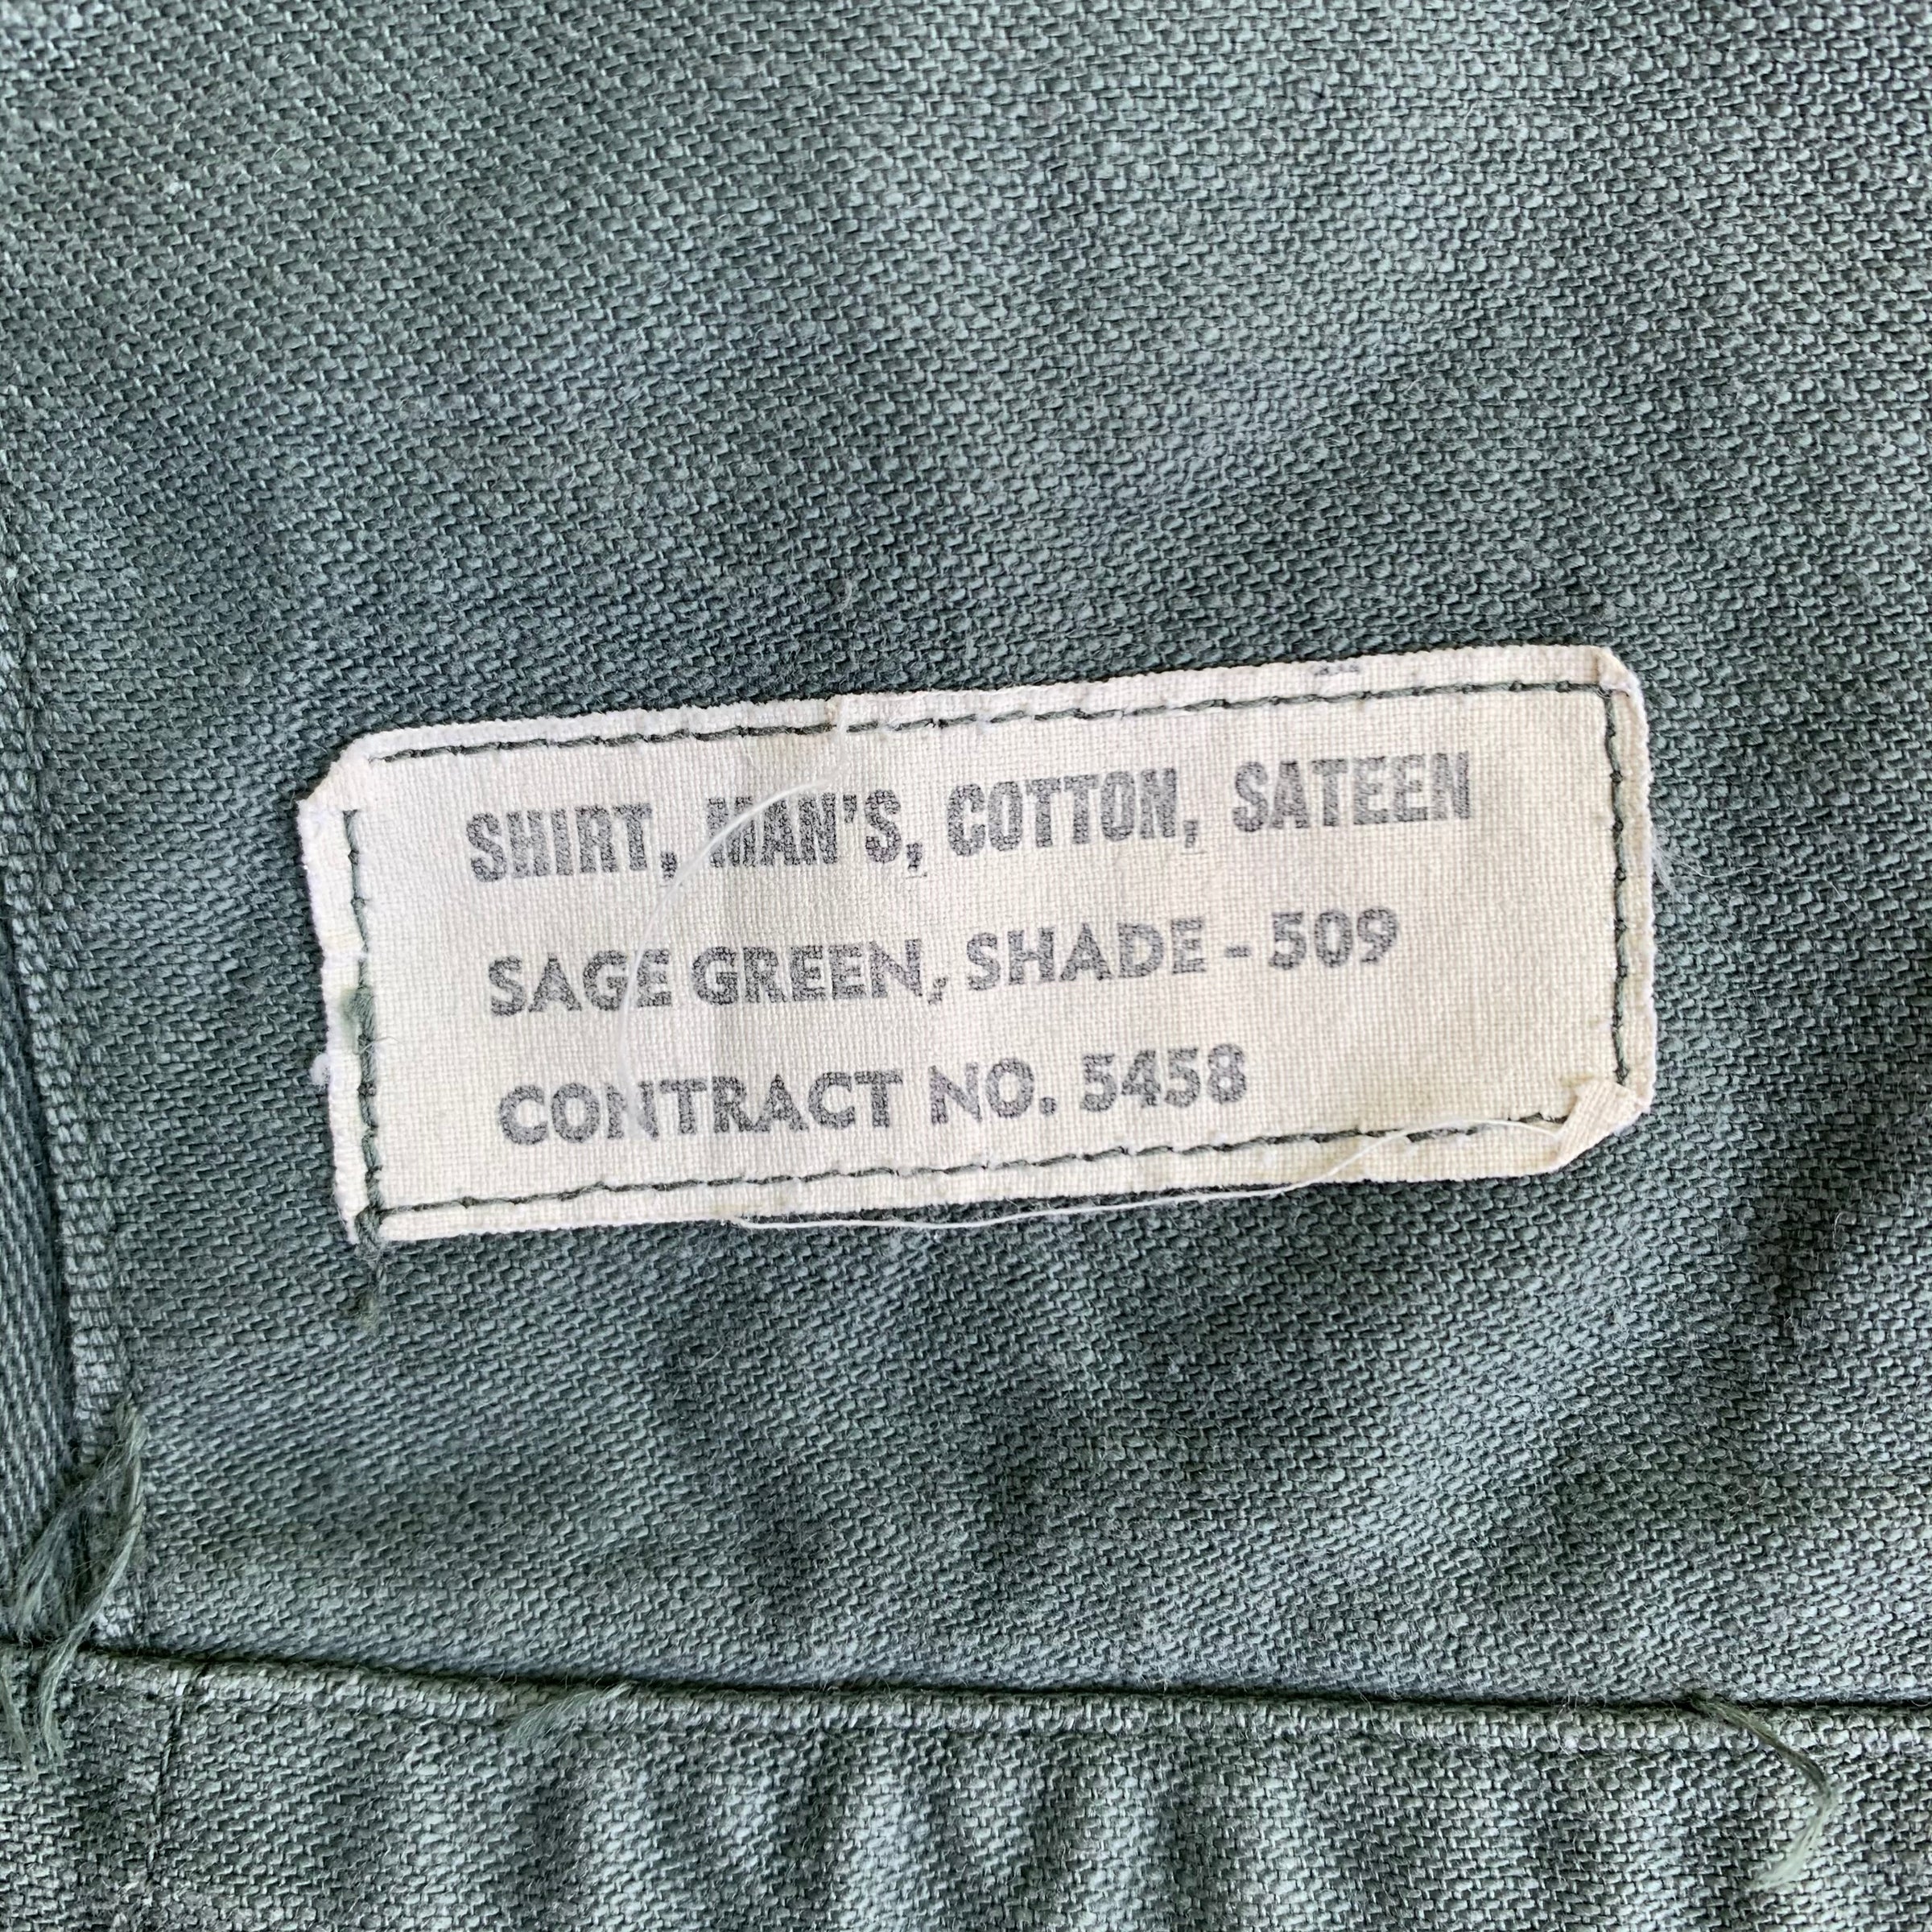 SHIRT, MAN'S, COTTON, SATEEN
SAGE GREEN, SHADE - 509
CONTRACT NO. 5458